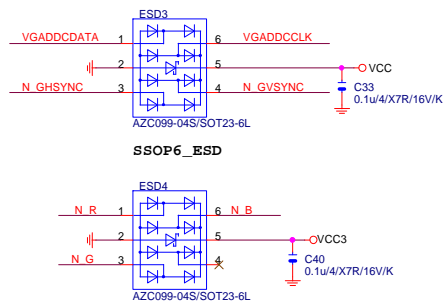 ESD3
VGADDCDATA 1 6 VGADDCCLK
2 5 VCC
N_GHSYNC 3 4 N_GVSYNC
C33
0.1u/4/X7R/16V/K
AZC099-04S/SOT23-6L
SSOP6_ESD
ESD4
N_R 1 6 N_B
2 5 VCC3
N_G 3 4
C40
0.1u/4/X7R/16V/K
AZC099-04S/SOT23-6L